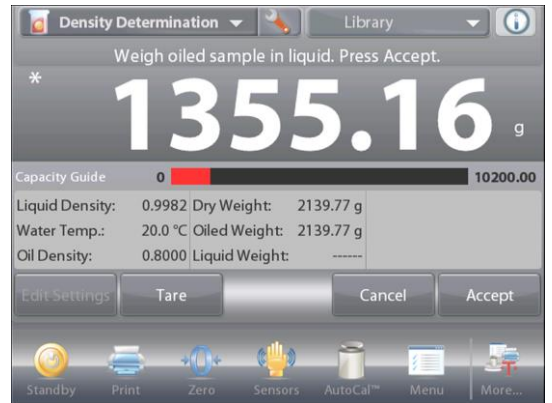 Density Determination Library
Weigh oiled sample in liquid. Press Accept.
* 1355.16 g
Capacity Guide 0 10200.00
Liquid Density: 0.9982 Dry Weight: 2139.77 g
Water Temp.: 20.0 °C Oiled Weight: 2139.77 g
Oil Density: 0.8000 Liquid Weight: ------
Edit Settings Tare Cancel Accept
Standby Print Zero Sensors AutoCal™ Menu More...